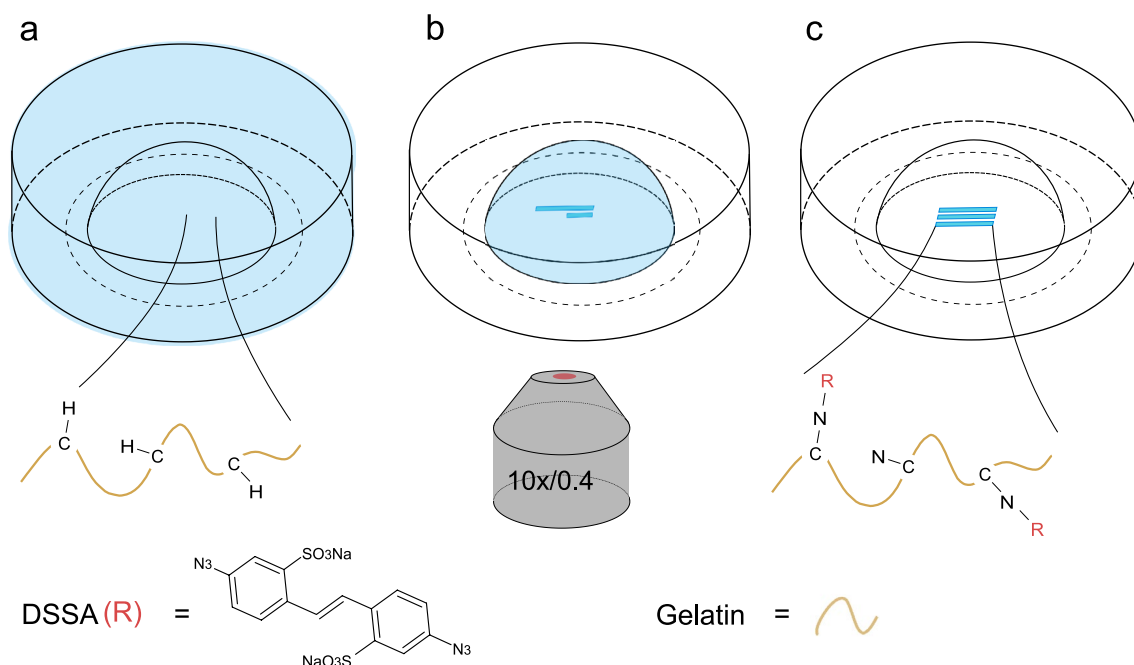 a
b
c
H
C
H
C
C
H
10x/0.4
R
N
C
N
C
C
N
R
DSSA (R) =
N3
SO3Na
NaO3S
N3
Gelatin =